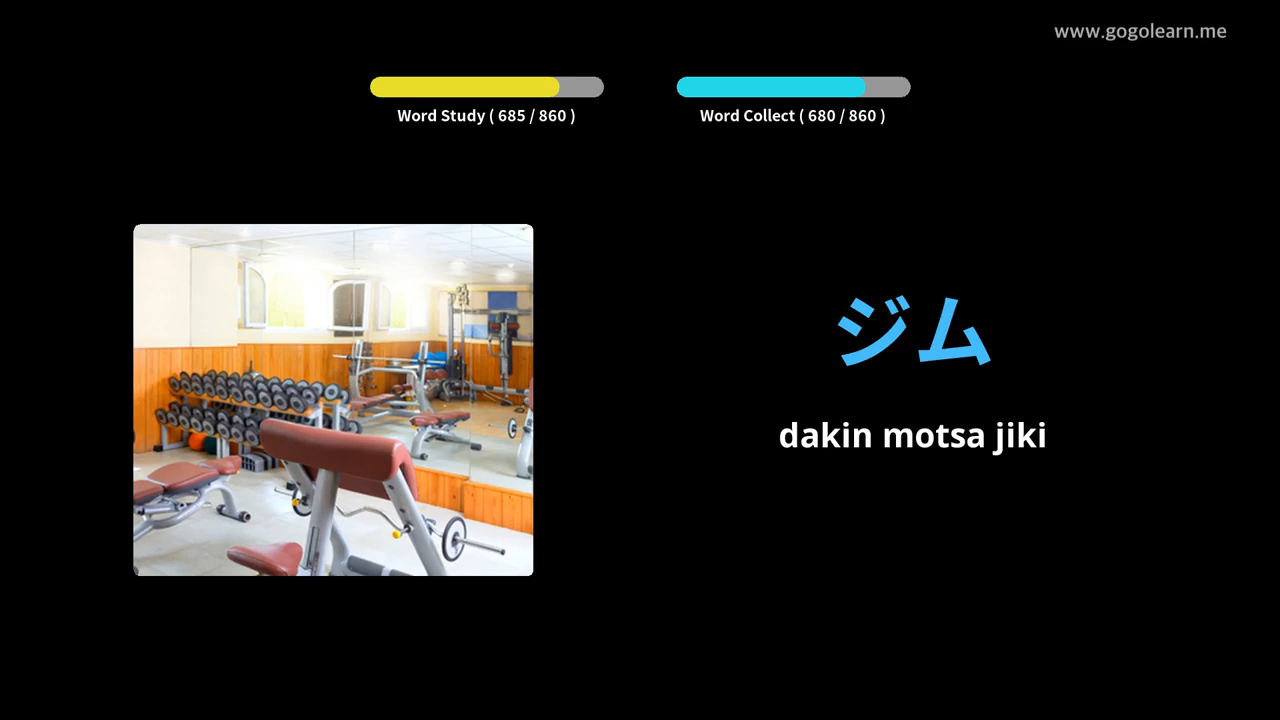 www.gogolearn.me
Word Study ( 685 / 860 )
Word Collect ( 680 / 860 )
ジム
dakin motsa jiki